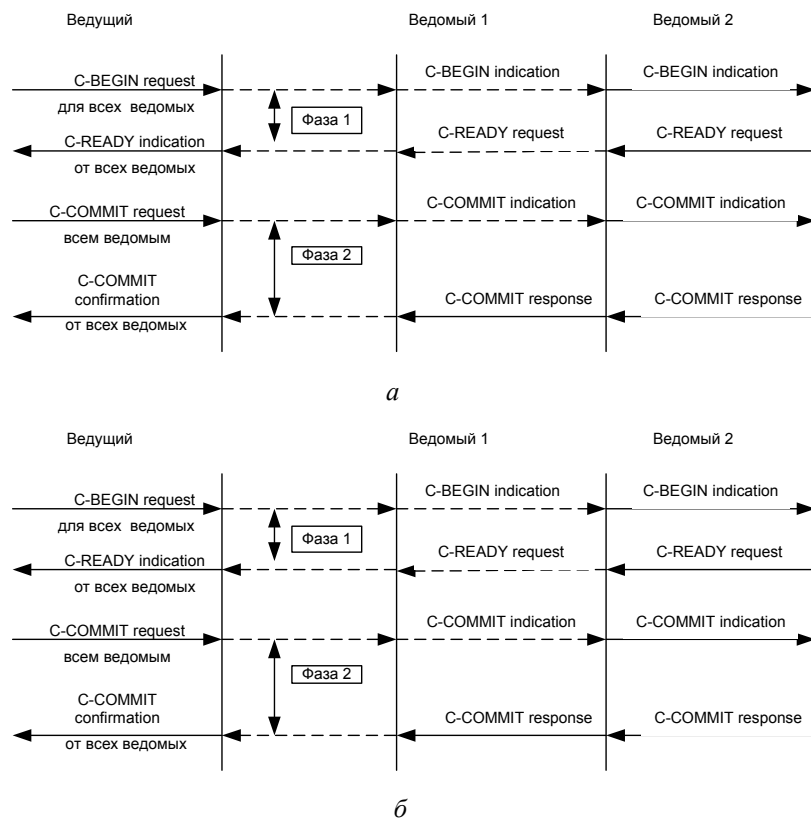 Ведущий Ведомый 1 Ведомый 2
C-BEGIN request C-BEGIN indication C-BEGIN indication
для всех ведомых
Фаза 1
C-READY indication C-READY request C-READY request
от всех ведомых
C-COMMIT request C-COMMIT indication C-COMMIT indication
всем ведомым
Фаза 2
C-COMMIT
confirmation C-COMMIT response C-COMMIT response
от всех ведомых
а
Ведущий Ведомый 1 Ведомый 2
C-BEGIN request C-BEGIN indication C-BEGIN indication
для всех ведомых
Фаза 1
C-READY indication C-READY request C-READY request
от всех ведомых
C-COMMIT request C-COMMIT indication C-COMMIT indication
всем ведомым
Фаза 2
C-COMMIT
confirmation C-COMMIT response C-COMMIT response
от всех ведомых
б